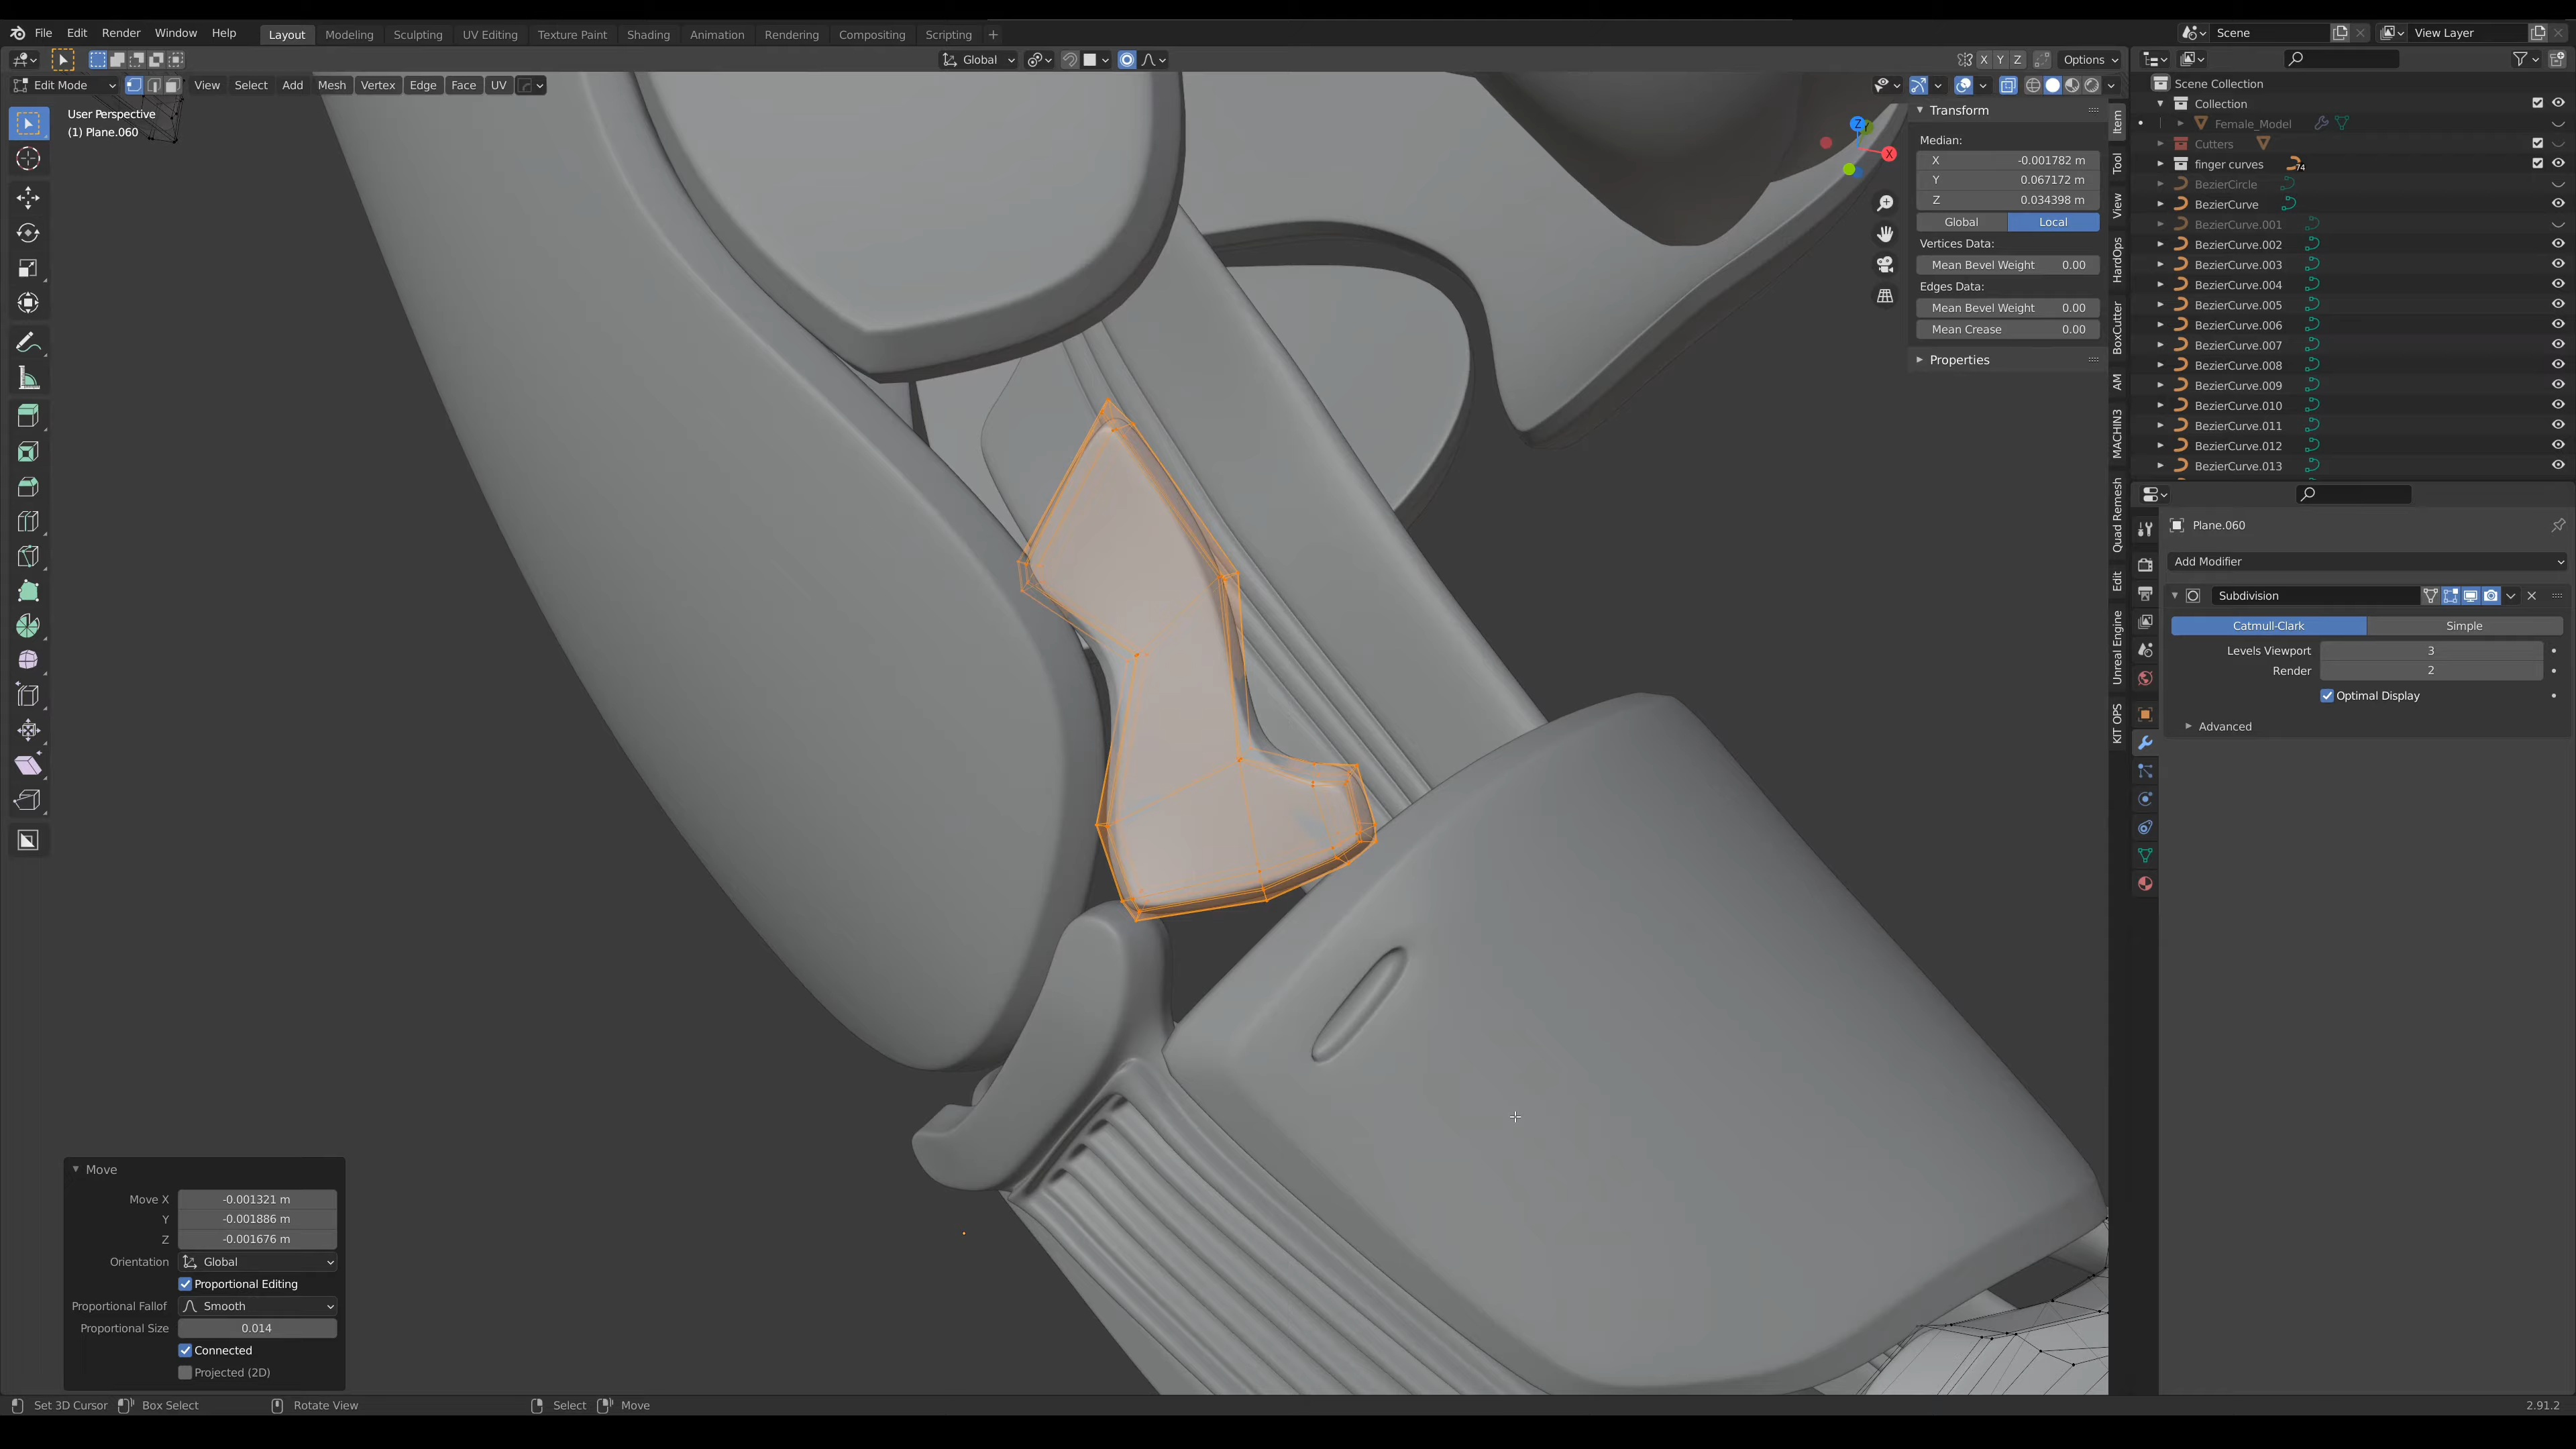 File Edit Render Window Help Layout Modeling Sculpting UV Editing Texture Paint Shading Animation Rendering Compositing Scripting + Scene View Layer
Global X Y Z Options
Edit Mode View Select Add Mesh Vertex Edge Face UV
User Perspective
(1) Plane.060
Z
Y
X
Transform
Median:
X -0.001782 m
Y 0.067172 m
Z 0.034398 m
Global Local
Vertices Data:
Mean Bevel Weight 0.00
Edges Data:
Mean Bevel Weight 0.00
Mean Crease 0.00
Properties
Item
Tool
View
HardOps
BoxCutter
AM
MACHIN3
Quad Remesh
Edit
Unreal Engine
KIT OPS
Scene Collection
Collection
Female_Model
Cutters
finger curves 74
BezierCircle
BezierCurve
BezierCurve.001
BezierCurve.002
BezierCurve.003
BezierCurve.004
BezierCurve.005
BezierCurve.006
BezierCurve.007
BezierCurve.008
BezierCurve.009
BezierCurve.010
BezierCurve.011
BezierCurve.012
BezierCurve.013
Plane.060
Add Modifier
Subdivision
Catmull-Clark Simple
Levels Viewport 3
Render 2
Optimal Display
Advanced
Move
Move X -0.001321 m
Y -0.001886 m
Z -0.001676 m
Orientation Global
Proportional Editing
Proportional Fallof Smooth
Proportional Size 0.014
Connected
Projected (2D)
Set 3D Cursor Box Select Rotate View Select Move 2.91.2